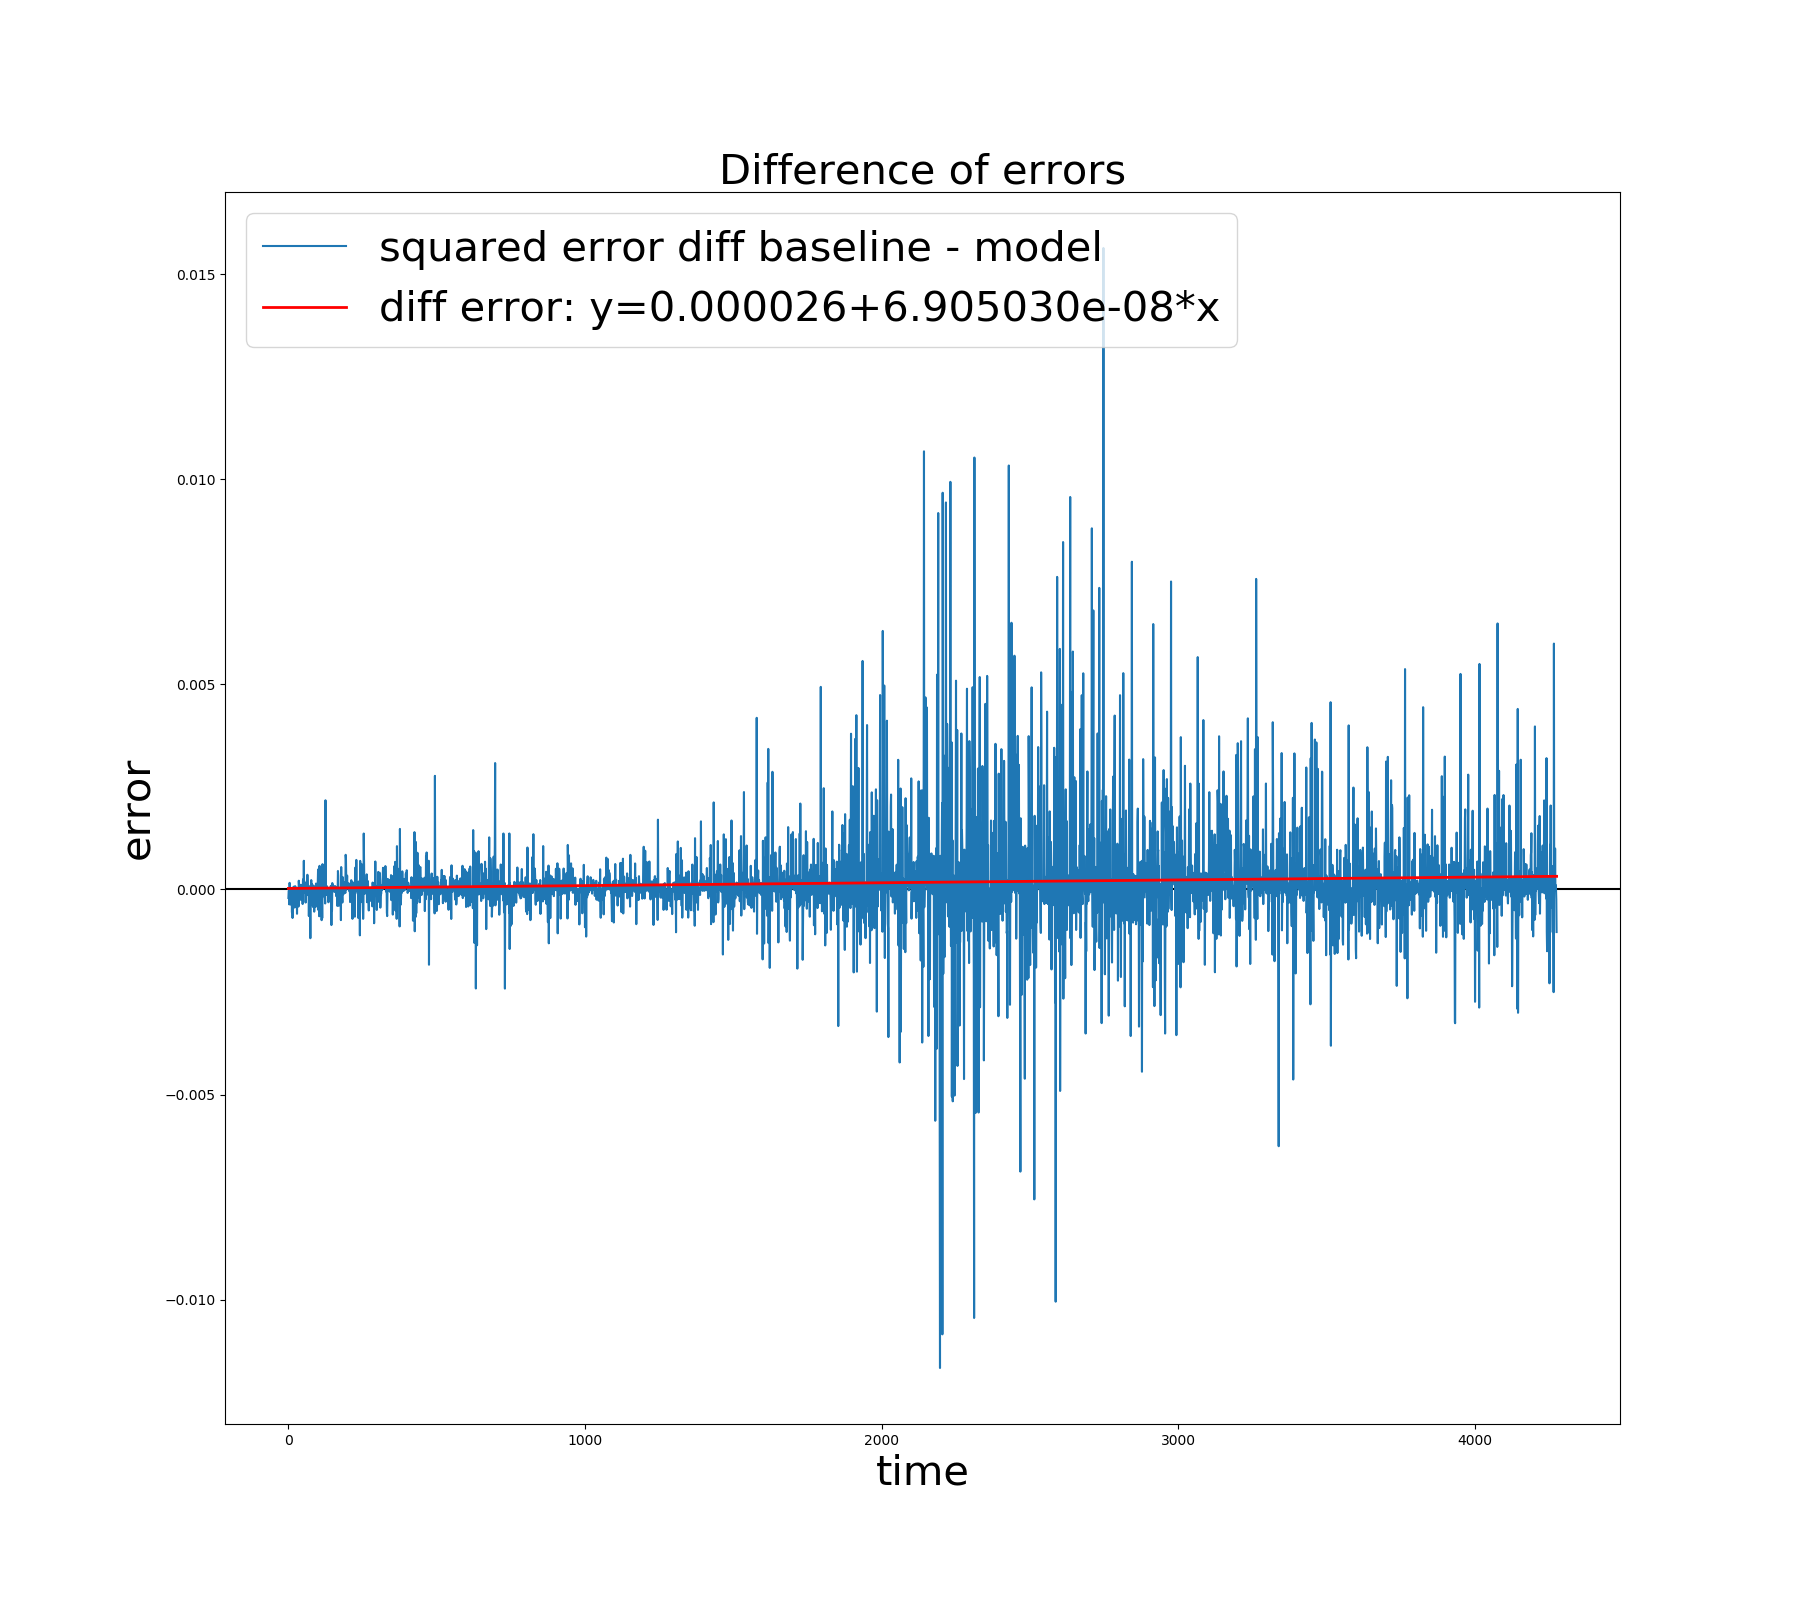 Difference of errors
squared error diff baseline - model
diff error: y=0.000026+6.905030e-08*x
0.015
0.010
0.005
0.000
−0.005
−0.010
error
0 1000 2000 3000 4000
time